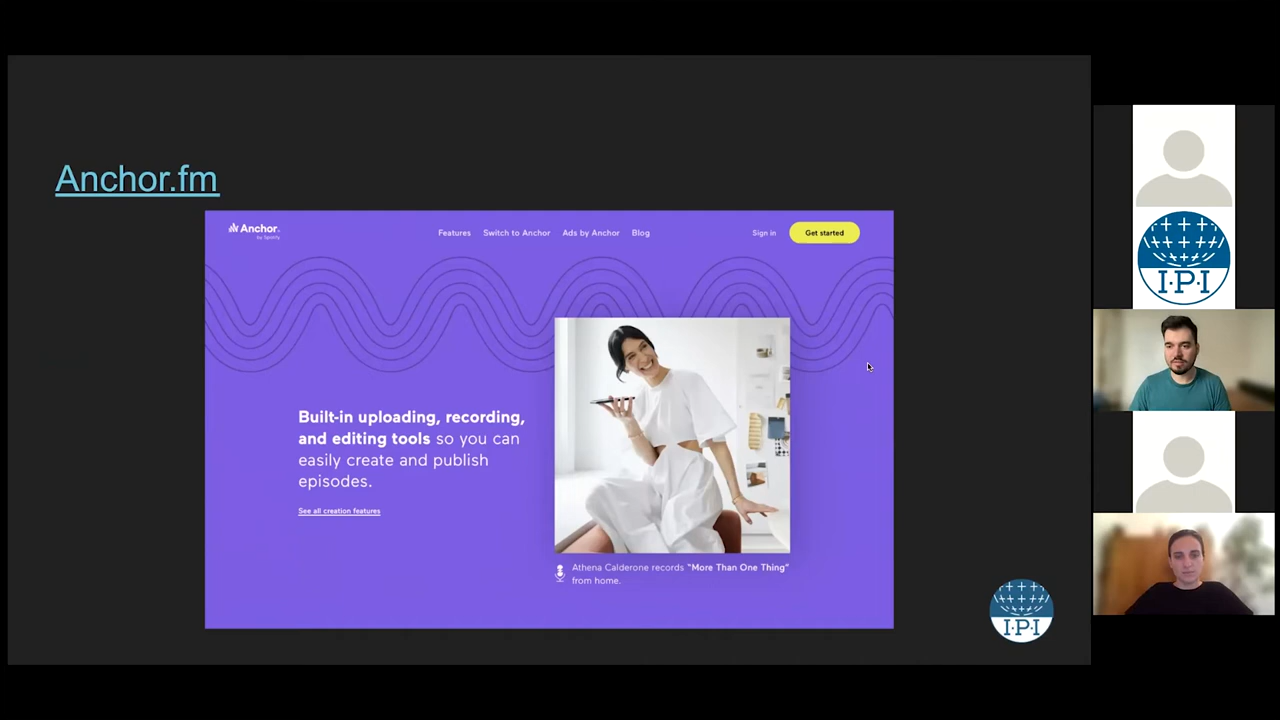 Anchor.fm
Anchor
by Spotify
Features Switch to Anchor Ads by Anchor Blog Sign in Get started
Built-in uploading, recording,
and editing tools so you can
easily create and publish
episodes.
See all creation features
Athena Calderone records “More Than One Thing”
from home.
I·P·I
I·P·I